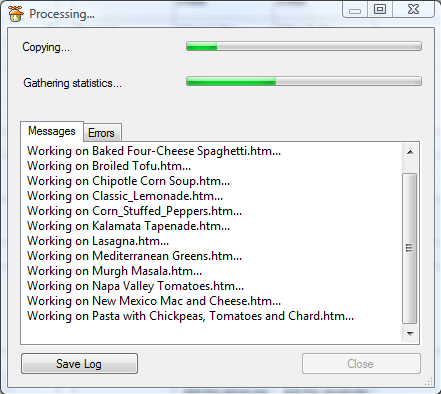 Processing...
Copying...
Gathering statistics...
Messages
Errors
Working on Baked Four-Cheese Spaghetti.htm...
Working on Broiled Tofu.htm...
Working on Chipotle Corn Soup.htm...
Working on Classic_Lemonade.htm...
Working on Corn_Stuffed_Peppers.htm...
Working on Kalamata Tapenade.htm...
Working on Lasagna.htm...
Working on Mediterranean Greens.htm...
Working on Murgh Masala.htm...
Working on Napa Valley Tomatoes.htm...
Working on New Mexico Mac and Cheese.htm...
Working on Pasta with Chickpeas, Tomatoes and Chard.htm...
Save Log
Close